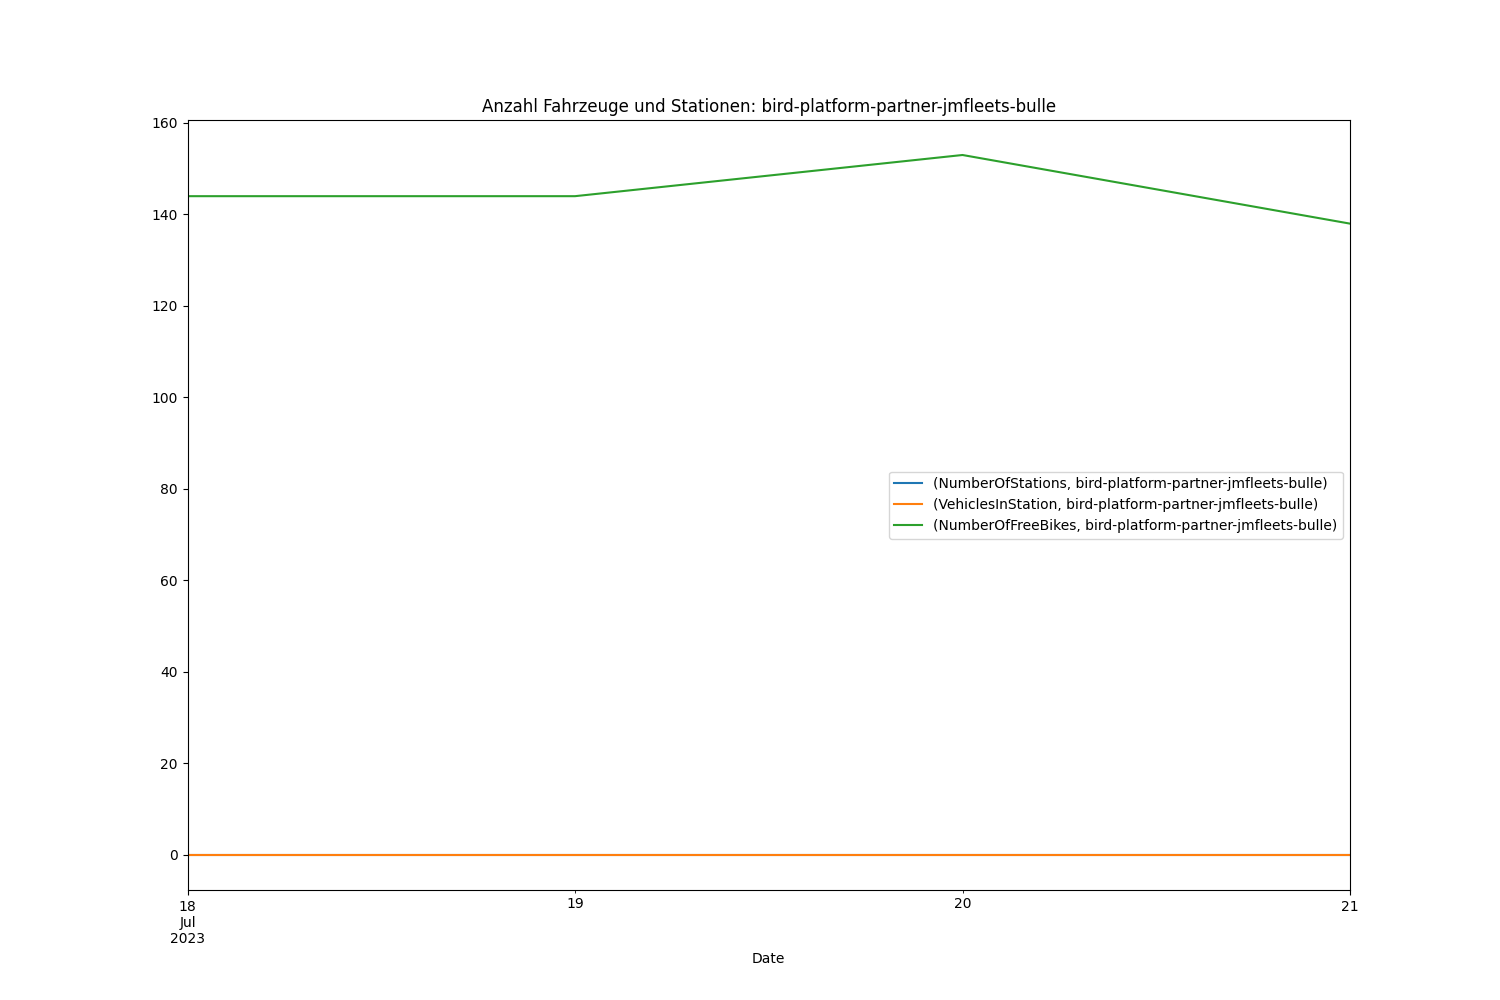 Anzahl Fahrzeuge und Stationen: bird-platform-partner-jmfleets-bulle
160
140
120
100
80
60
40
20
0
(NumberOfStations, bird-platform-partner-jmfleets-bulle)
(VehiclesInStation, bird-platform-partner-jmfleets-bulle)
(NumberOfFreeBikes, bird-platform-partner-jmfleets-bulle)
18 19 20 21
Jul
2023
Date